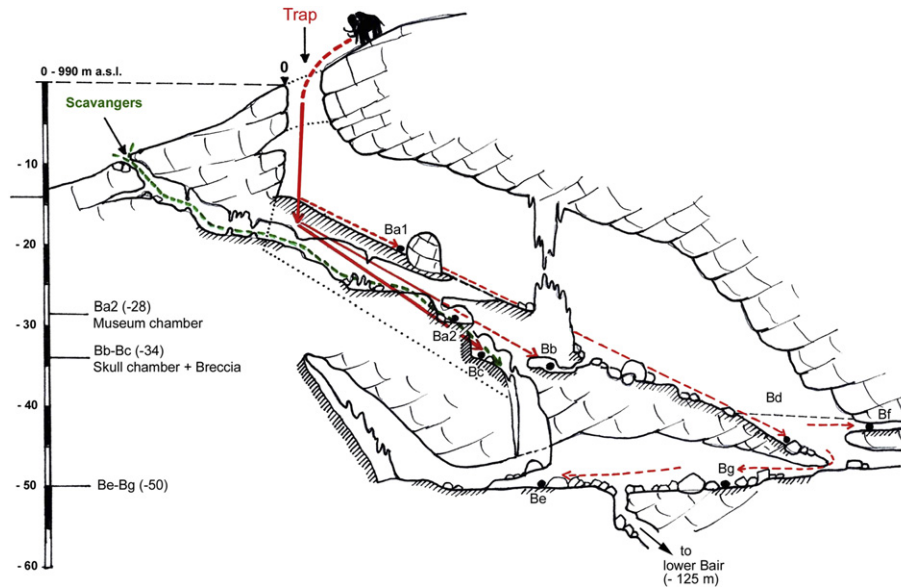 Trap
0 - 990 m a.s.l.
0
Scavangers
- 10
Ba1
- 20
Ba2 (-28)
Museum chamber
- 30
Ba2
Bb
Bb-Bc (-34)
Skull chamber + Breccia
Bc
- 40
Bd
Bf
Bg
Be-Bg (-50)
- 50
Be
to
lower Bair
(- 125 m)
- 60